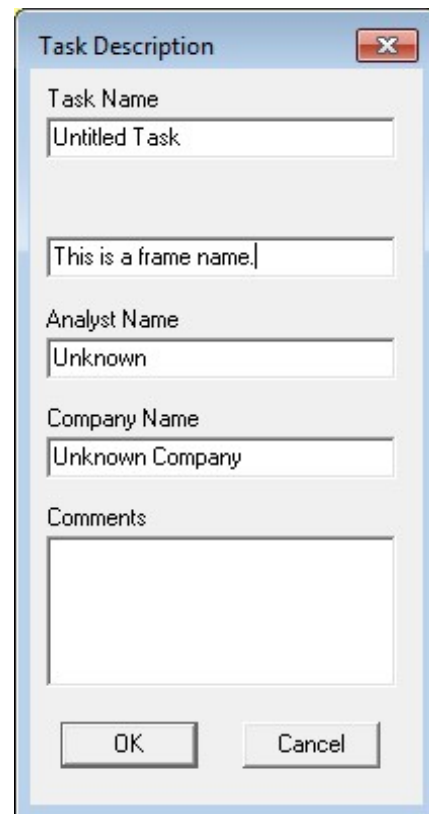 Task Description
Task Name
Untitled Task
This is a frame name.
Analyst Name
Unknown
Company Name
Unknown Company
Comments
OK Cancel